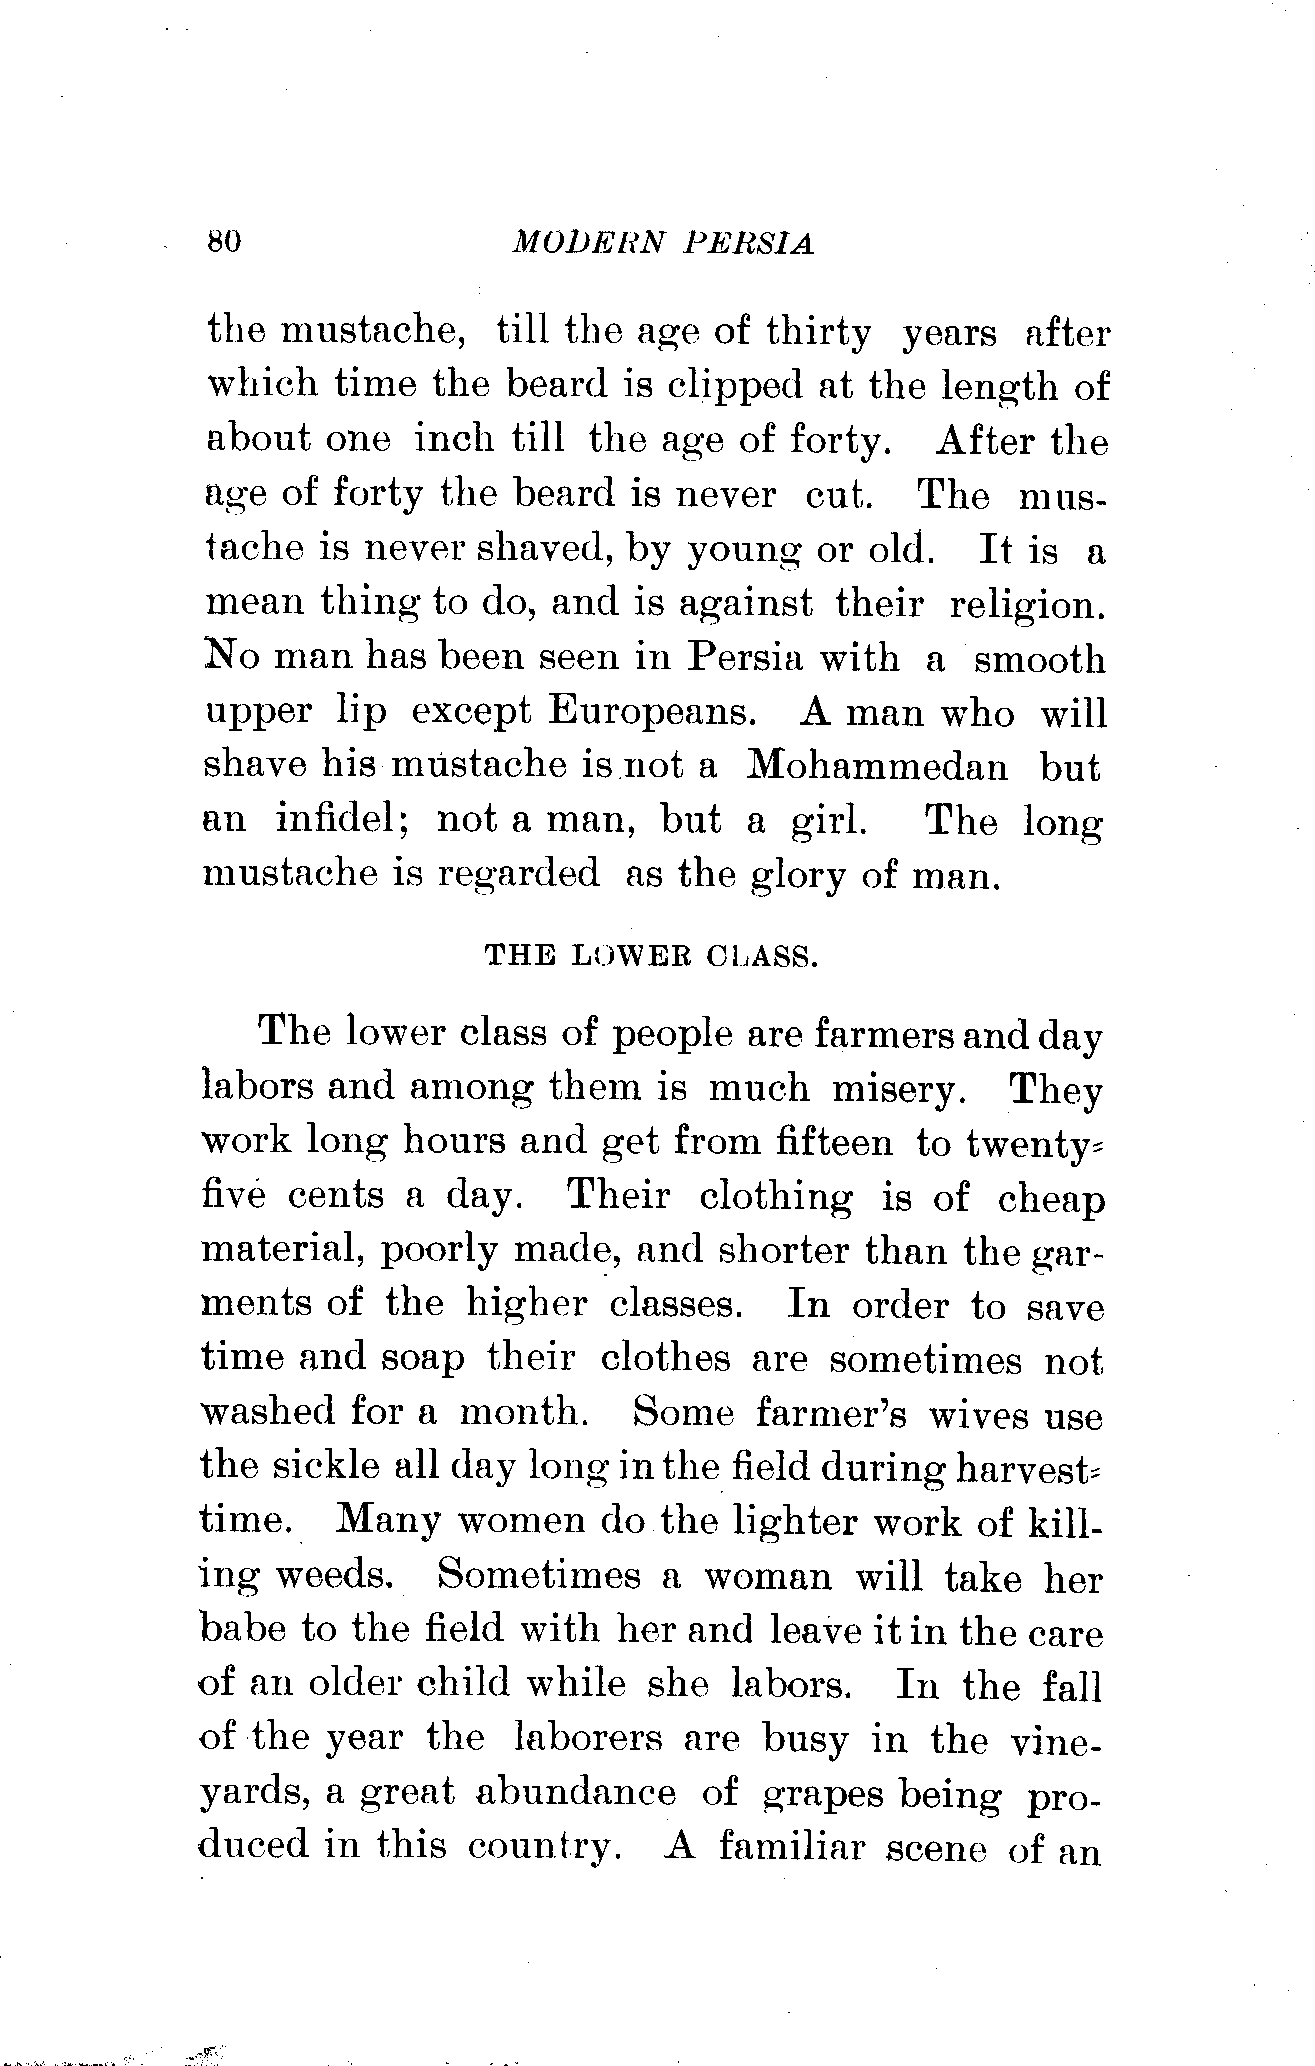 80 MODERN PERSIA
the mustache, till the age of thirty years after
which time the beard is clipped at the length of
about one inch till the age of forty. After the
age of forty the beard is never cut. The mus-
tache is never shaved, by young or old. It is a
mean thing to do, and is against their religion.
No man has been seen in Persia with a smooth
upper lip except Europeans. A man who will
shave his mustache is not a Mohammedan but
an infidel; not a man, but a girl. The long
mustache is regarded as the glory of man.
THE LOWER CLASS.
The lower class of people are farmers and day
labors and among them is much misery. They
work long hours and get from fifteen to twenty-
five cents a day. Their clothing is of cheap
material, poorly made, and shorter than the gar-
ments of the higher classes. In order to save
time and soap their clothes are sometimes not
washed for a month. Some farmer's wives use
the sickle all day long in the field during harvest-
time. Many women do the lighter work of kill-
ing weeds. Sometimes a woman will take her
babe to the field with her and leave it in the care
of an older child while she labors. In the fall
of the year the laborers are busy in the vine-
yards, a great abundance of grapes being pro-
duced in this country. A familiar scene of an